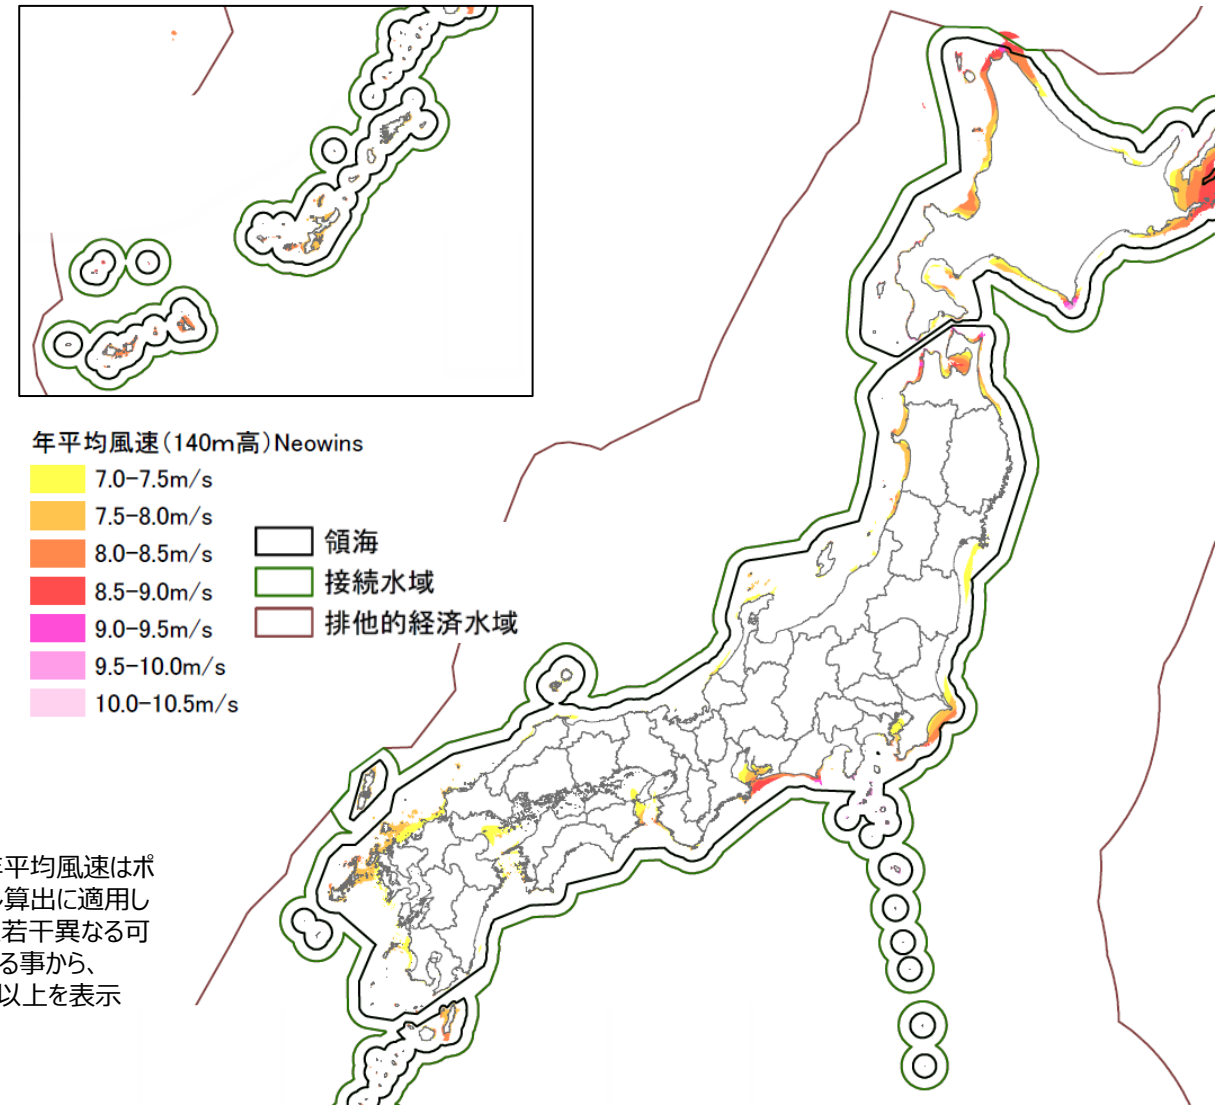 年平均風速(140m高)Neowins
7.0-7.5m/s
7.5-8.0m/s
8.0-8.5m/s
8.5-9.0m/s
9.0-9.5m/s
9.5-10.0m/s
10.0-10.5m/s
領海
接続水域
排他的経済水域
年平均風速はポ
算出に適用し
若干異なる可
る事から、
以上を表示